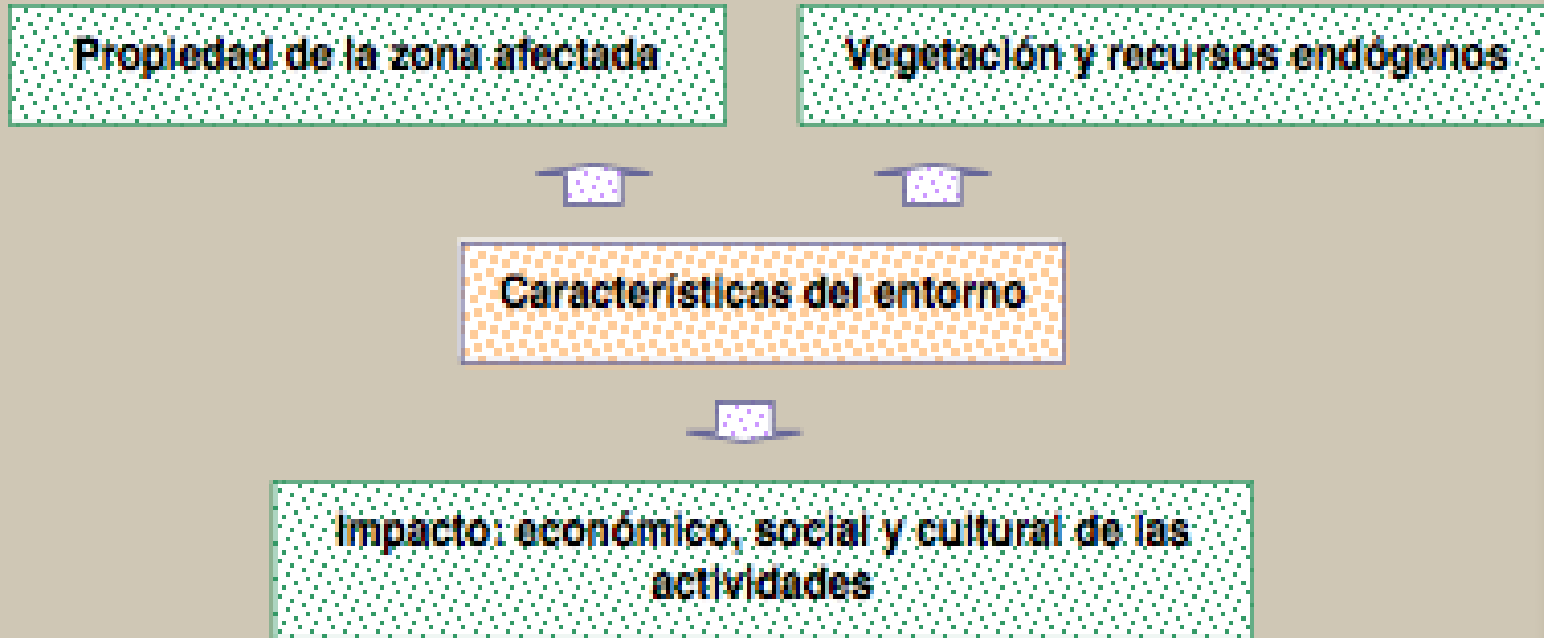 Propiedad de la zona afectada
Vegetación y recursos endógenos
Características del entorno
Impacto: económico, social y cultural de las
actividades